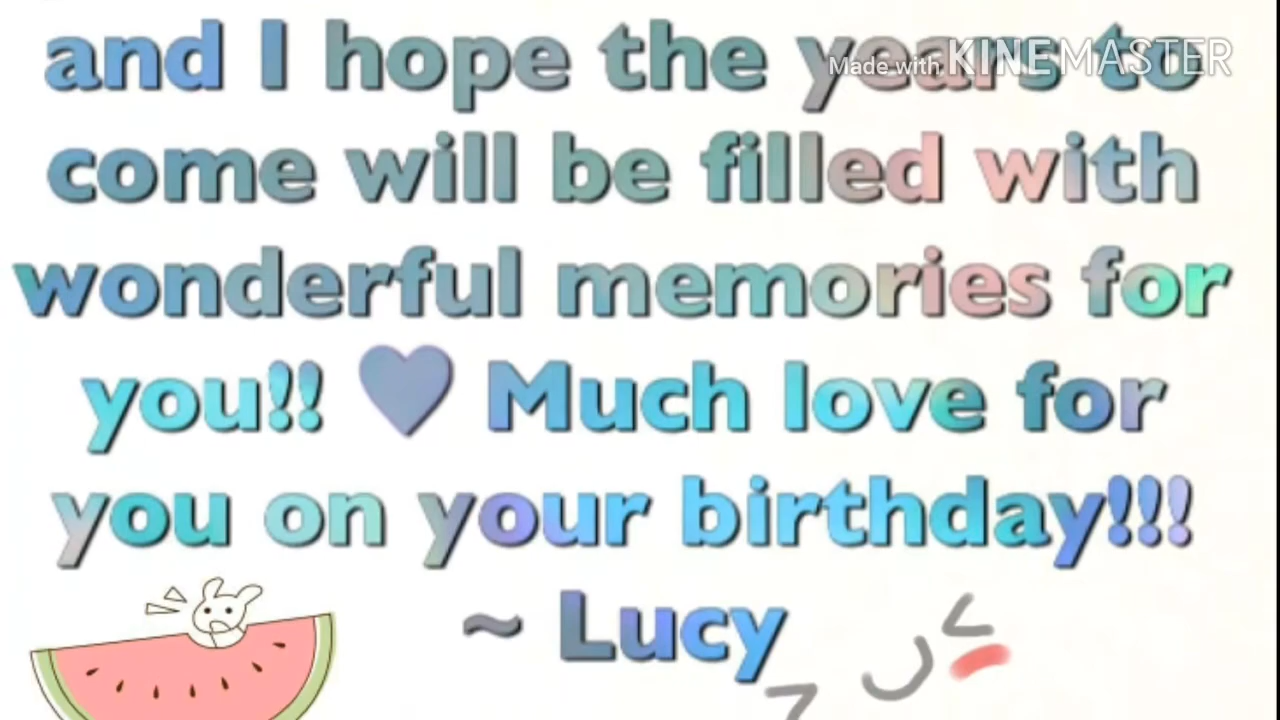 and I hope the years to
Made with KINEMASTER
come will be filled with
wonderful memories for
you!! ♥ Much love for
you on your birthday!!!
~ Lucy